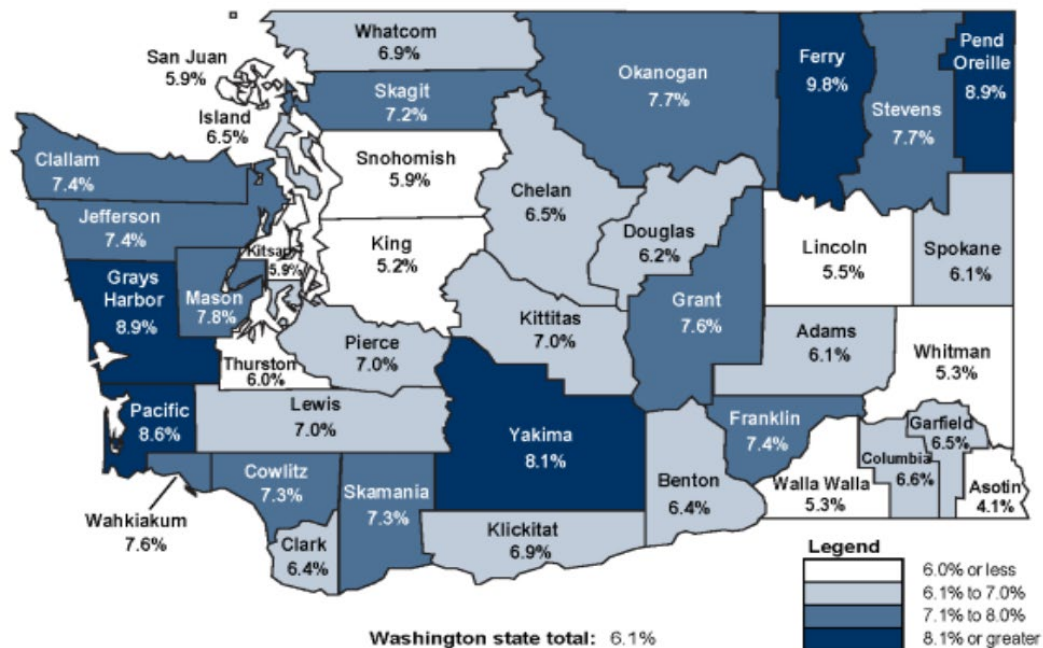 Whatcom
6.9%
San Juan
5.9%
Skagit
7.2%
Island
6.5%
Okanogan
7.7%
Ferry
9.8%
Stevens
7.7%
Pend
Oreille
8.9%
Clallam
7.4%
Snohomish
5.9%
Chelan
6.5%
Jefferson
7.4%
Douglas
6.2%
Kitsap
5.9%
King
5.2%
Lincoln
5.5%
Spokane
6.1%
Grays
Harbor
8.9%
Mason
7.8%
Grant
7.6%
Kittitas
7.0%
Adams
6.1%
Pierce
7.0%
Thurston
6.0%
Whitman
5.3%
Pacific
8.6%
Lewis
7.0%
Yakima
8.1%
Franklin
7.4%
Garfield
6.5%
Columbia
6.6%
Cowlitz
7.3%
Skamania
7.3%
Benton
6.4%
Walla Walla
5.3%
Asotin
4.1%
Wahkiakum
7.6%
Clark
6.4%
Klickitat
6.9%
Legend
6.0% or less
6.1% to 7.0%
7.1% to 8.0%
8.1% or greater
Washington state total: 6.1%